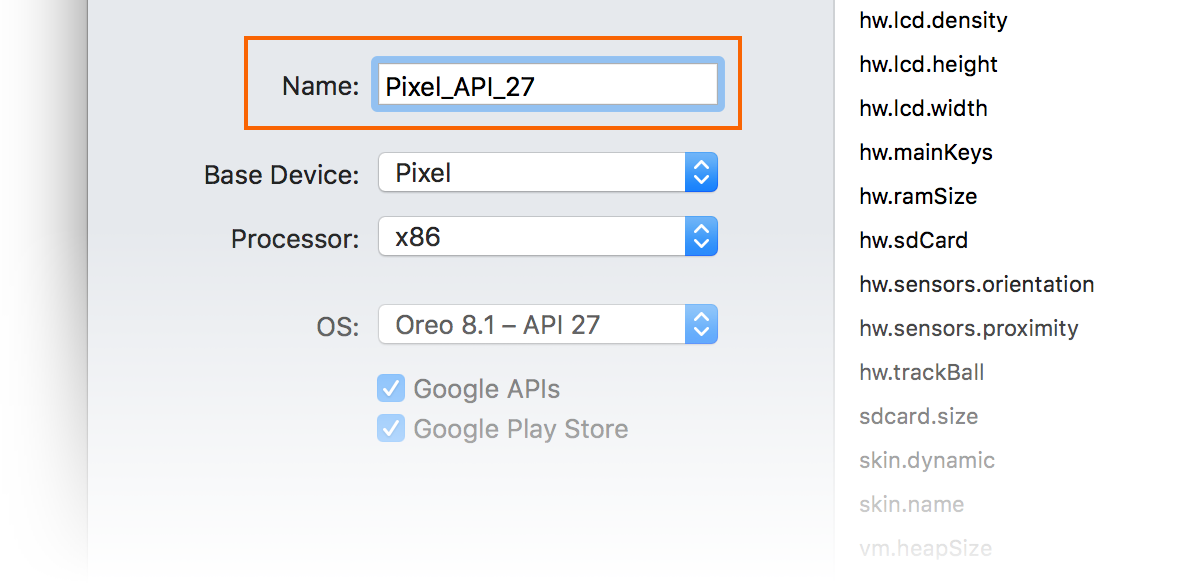 Name: Pixel_API_27
Base Device: Pixel
Processor: x86
OS: Oreo 8.1 – API 27
Google APIs
Google Play Store
hw.lcd.density
hw.lcd.height
hw.lcd.width
hw.mainKeys
hw.ramSize
hw.sdCard
hw.sensors.orientation
hw.sensors.proximity
hw.trackBall
sdcard.size
skin.dynamic
skin.name
vm.heapSize